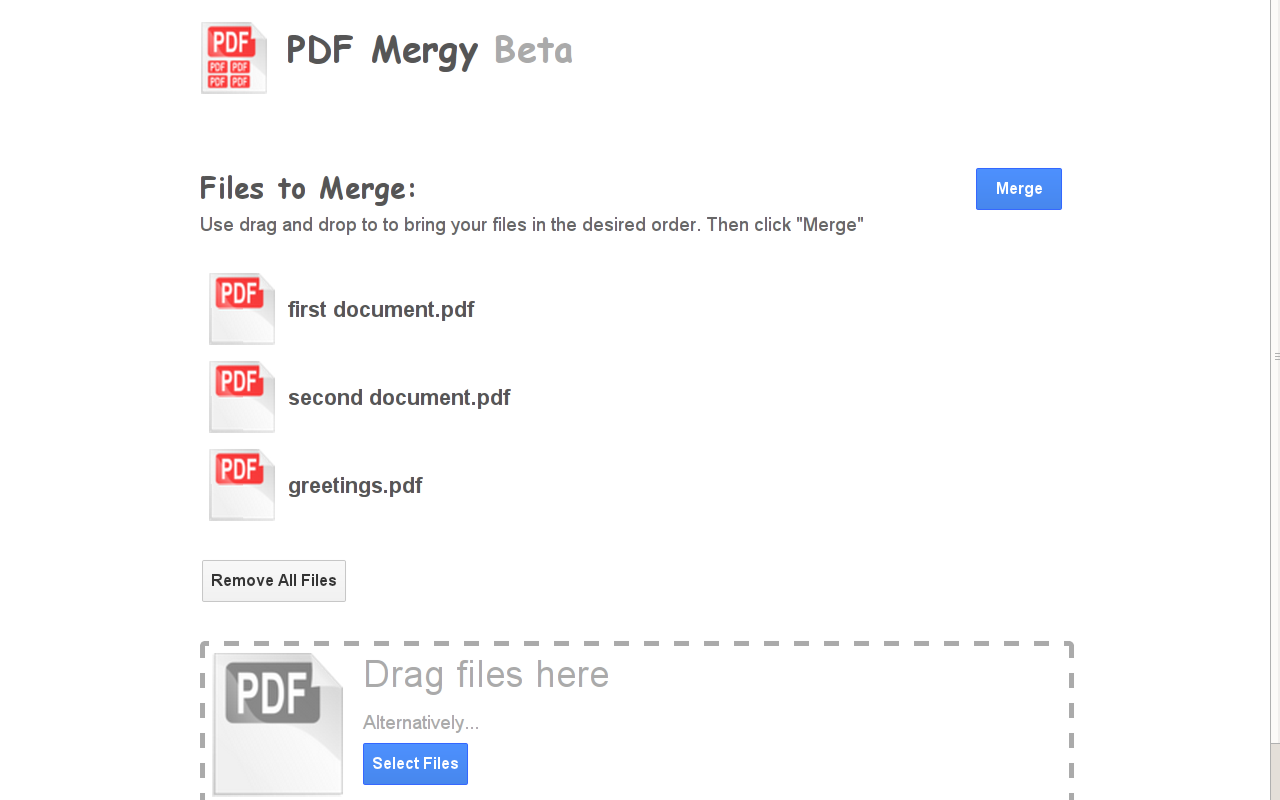 PDF
PDF PDF
PDF PDF
PDF Mergy Beta
Files to Merge:
Merge
Use drag and drop to to bring your files in the desired order. Then click "Merge"
PDF
first document.pdf
PDF
second document.pdf
PDF
greetings.pdf
Remove All Files
PDF
Drag files here
Alternatively...
Select Files